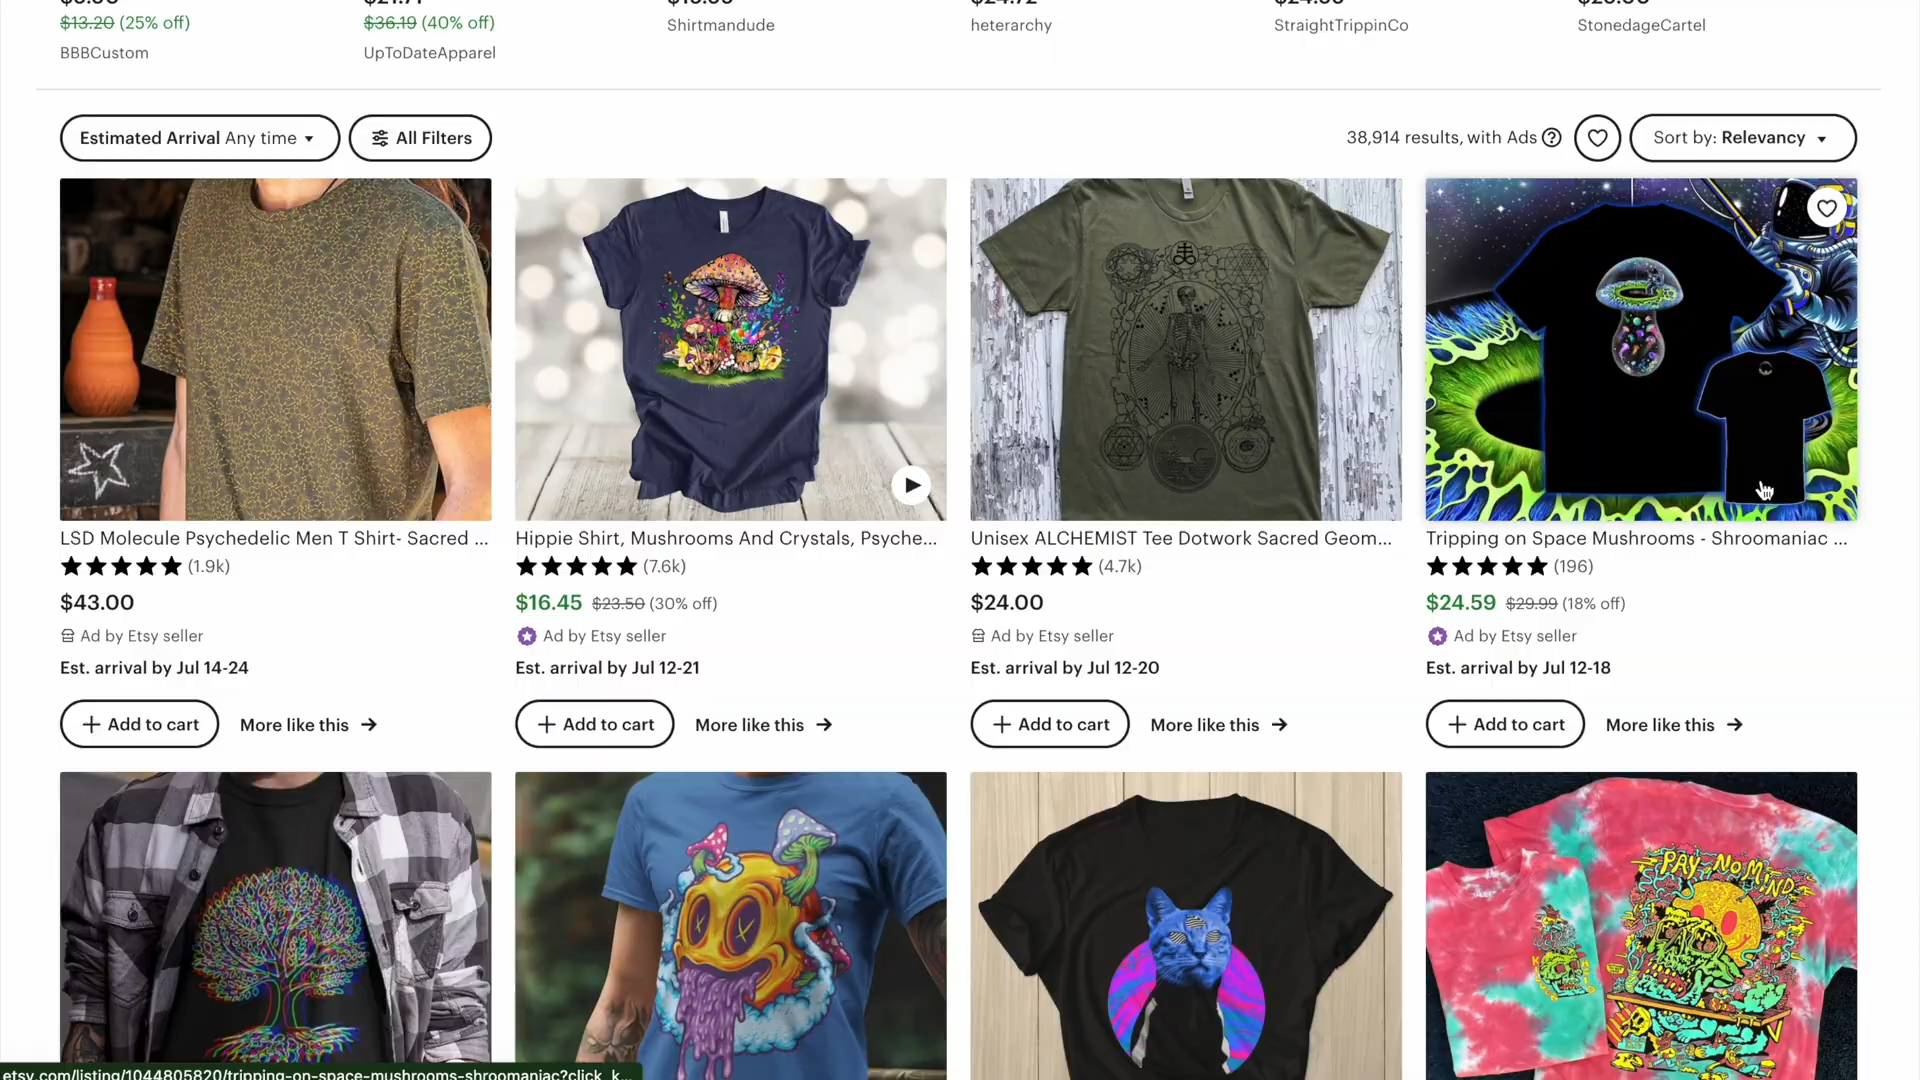 $13.20 (25% off)
$36.19 (40% off)
Shirtmandude
heterarchy
StraightTrippinCo
StonedageCartel
BBBCustom
UpToDateApparel
Estimated Arrival Any time
All Filters
38,914 results, with Ads ?
Sort by: Relevancy
LSD Molecule Psychedelic Men T Shirt- Sacred ...
(1.9k)
$43.00
Ad by Etsy seller
Est. arrival by Jul 14-24
+ Add to cart
More like this →
Hippie Shirt, Mushrooms And Crystals, Psyche...
(7.6k)
$16.45 $23.50 (30% off)
Ad by Etsy seller
Est. arrival by Jul 12-21
+ Add to cart
More like this →
Unisex ALCHEMIST Tee Dotwork Sacred Geom...
(4.7k)
$24.00
Ad by Etsy seller
Est. arrival by Jul 12-20
+ Add to cart
More like this →
Tripping on Space Mushrooms - Shroomaniac ...
(196)
$24.59 $29.99 (18% off)
Ad by Etsy seller
Est. arrival by Jul 12-18
+ Add to cart
More like this →
PAY NO MIND
etsy.com/listing/1044805820/tripping-on-space-mushrooms-shroomaniac?click_k...